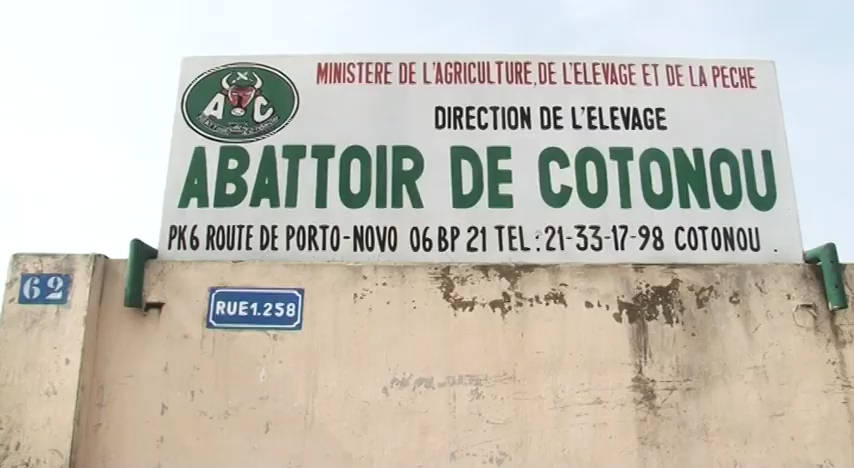 A C
MINISTERE DE L'AGRICULTURE, DE L'ELEVAGE ET DE LA PECHE
DIRECTION DE L'ELEVAGE
ABATTOIR DE COTONOU
PK6 ROUTE DE PORTO-NOVO 06 BP 21 TEL : 21-33-17-98 COTONOU .
62
RUE 1.258